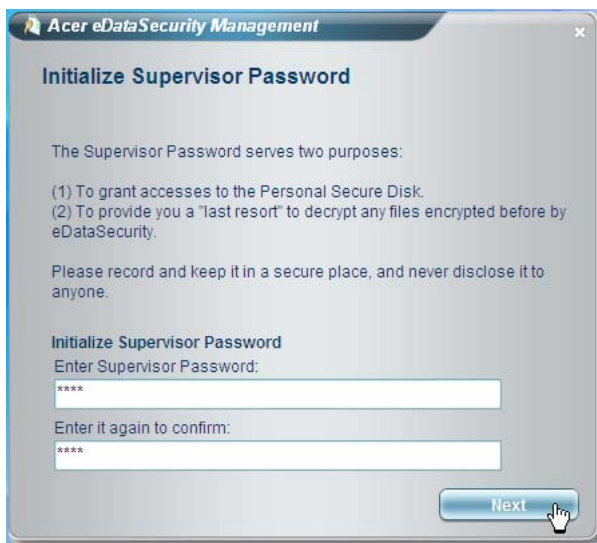 Acer eDataSecurity Management
Initialize Supervisor Password
The Supervisor Password serves two purposes:
(1) To grant accesses to the Personal Secure Disk.
(2) To provide you a "last resort" to decrypt any files encrypted before by
eDataSecurity.
Please record and keep it in a secure place, and never disclose it to
anyone.
Initialize Supervisor Password
Enter Supervisor Password:
****
Enter it again to confirm:
****
Next